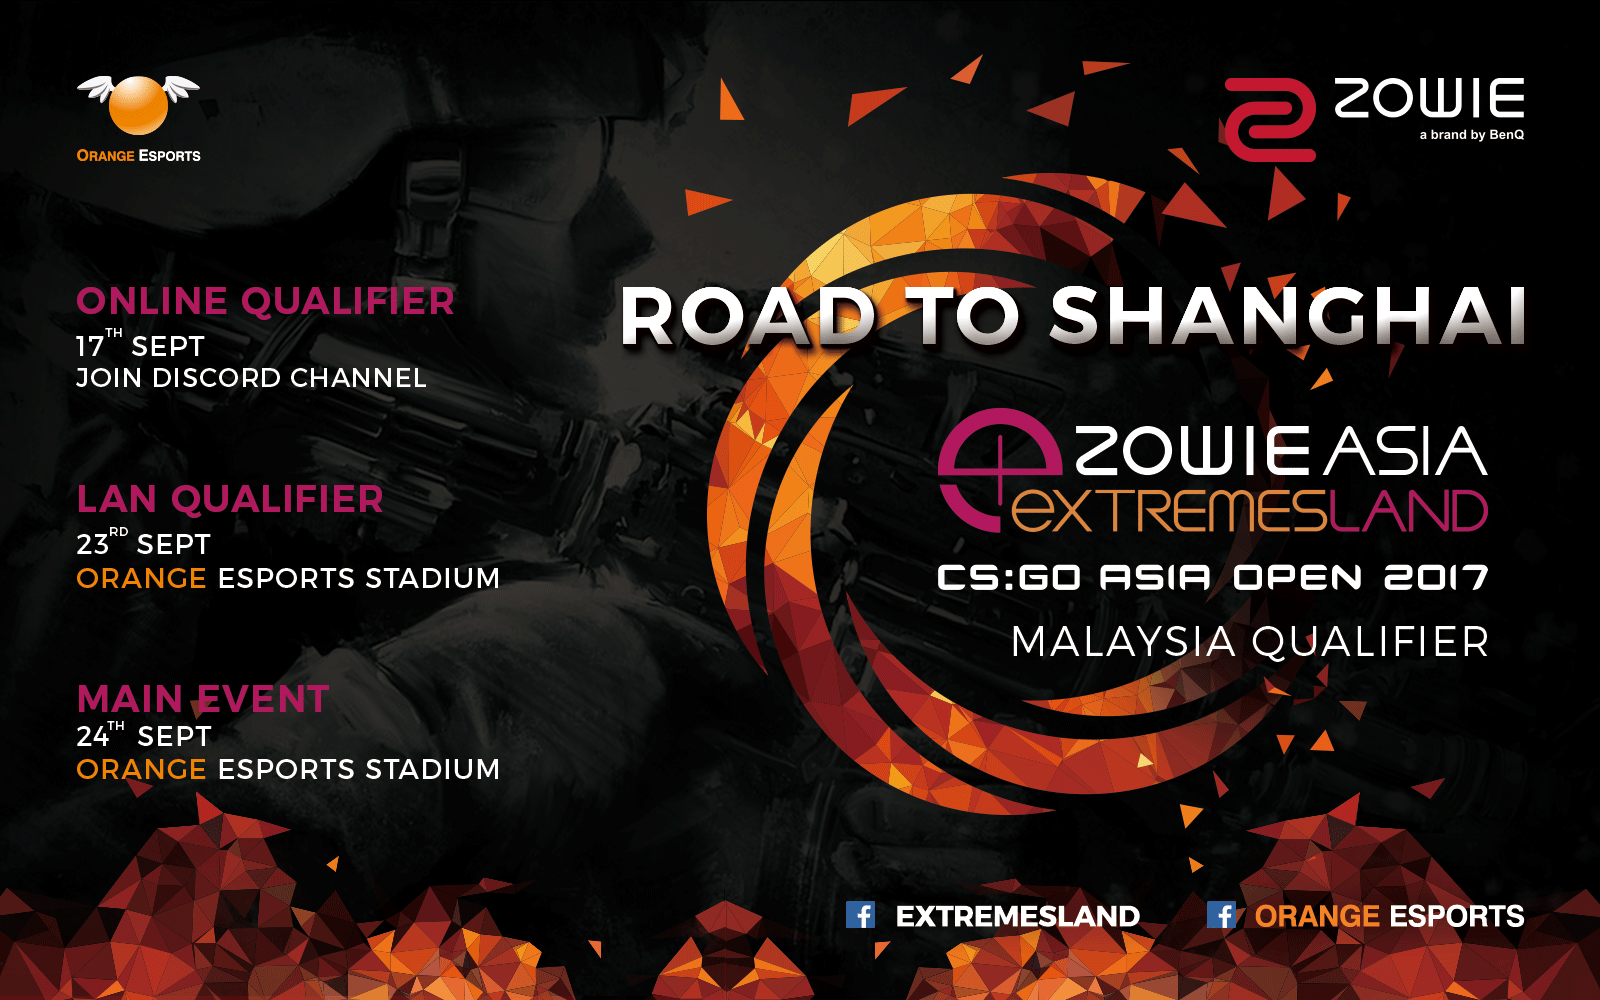 ORANGE ESPORTS
ZOWIE
a brand by BenQ
ONLINE QUALIFIER
17TH SEPT
JOIN DISCORD CHANNEL
LAN QUALIFIER
23RD SEPT
ORANGE ESPORTS STADIUM
MAIN EVENT
24TH SEPT
ORANGE ESPORTS STADIUM
ROAD TO SHANGHAI
ZOWIE ASIA
eXTREMESLAND
CS:GO ASIA OPEN 2017
MALAYSIA QUALIFIER
f EXTREMESLAND
f ORANGE ESPORTS